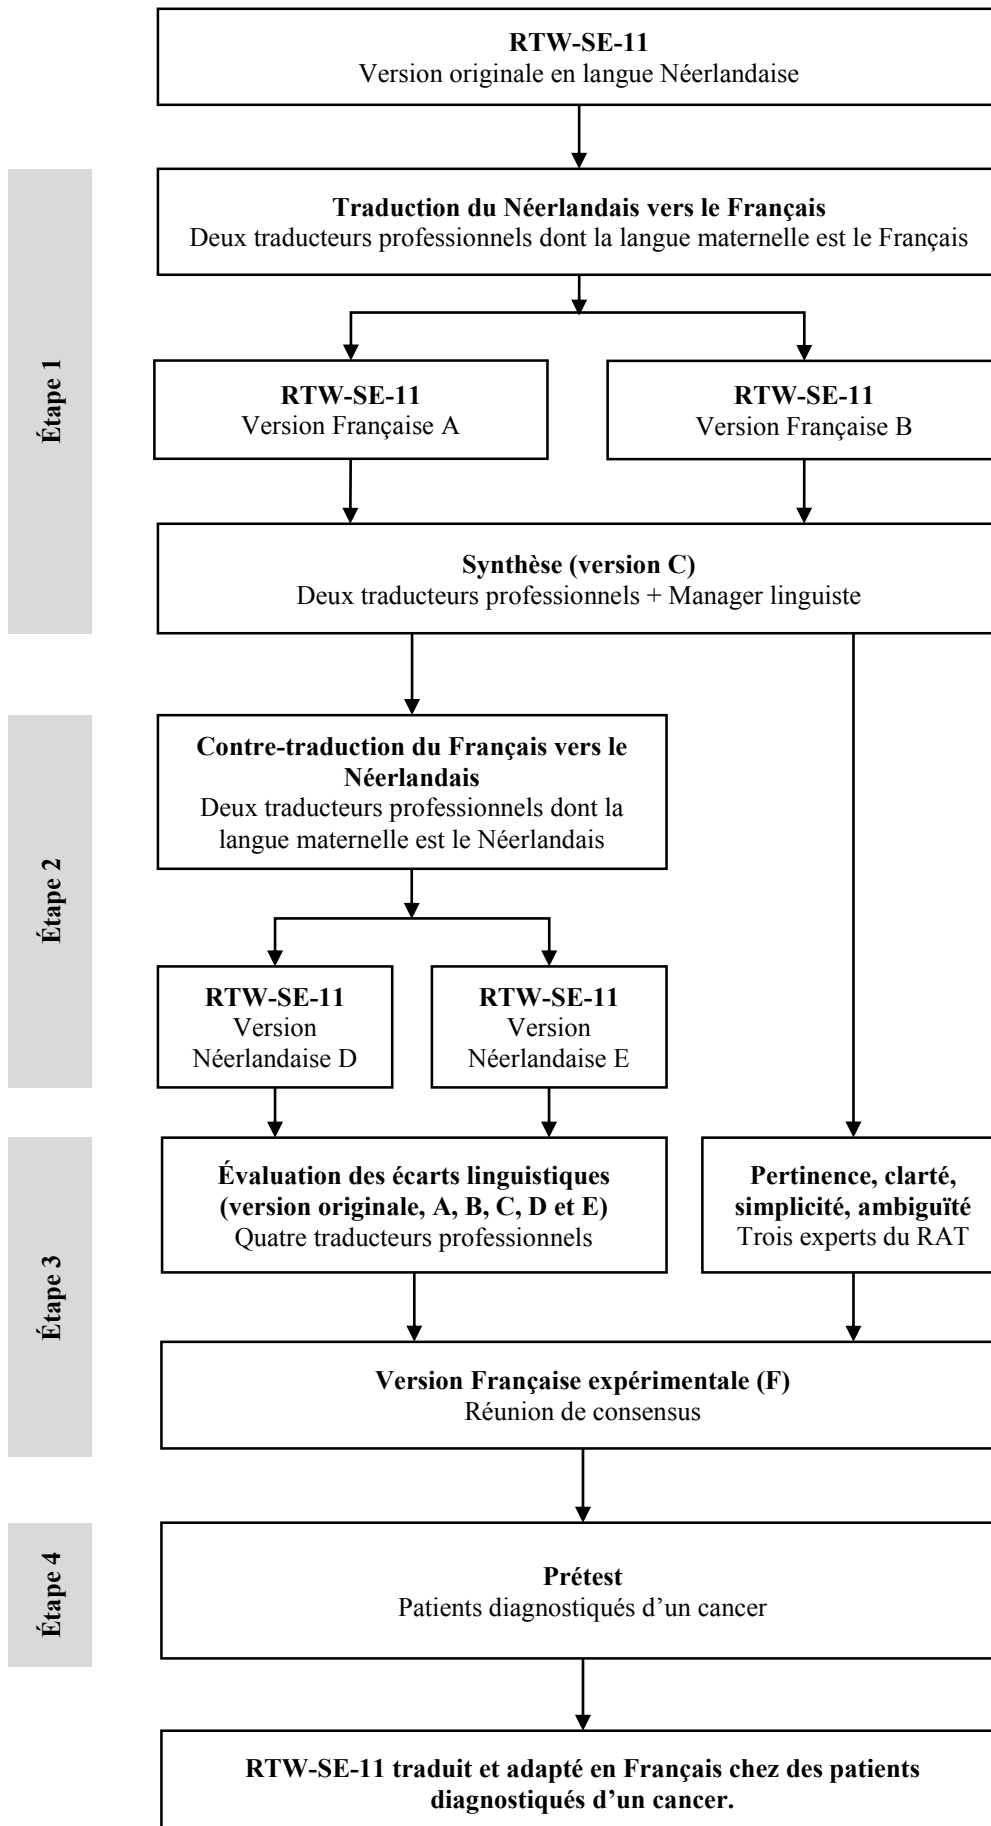 RTW-SE-11
Version originale en langue Néerlandaise
Étape 1
Traduction du Néerlandais vers le Français
Deux traducteurs professionnels dont la langue maternelle est le Français
RTW-SE-11
Version Française A
RTW-SE-11
Version Française B
Synthèse (version C)
Deux traducteurs professionnels + Manager linguiste
Étape 2
Contre-traduction du Français vers le
Néerlandais
Deux traducteurs professionnels dont la
langue maternelle est le Néerlandais
RTW-SE-11
Version
Néerlandaise D
RTW-SE-11
Version
Néerlandaise E
Étape 3
Évaluation des écarts linguistiques
(version originale, A, B, C, D et E)
Quatre traducteurs professionnels
Pertinence, clarté,
simplicité, ambiguïté
Trois experts du RAT
Version Française expérimentale (F)
Réunion de consensus
Étape 4
Prétest
Patients diagnostiqués d’un cancer
RTW-SE-11 traduit et adapté en Français chez des patients
diagnostiqués d’un cancer.